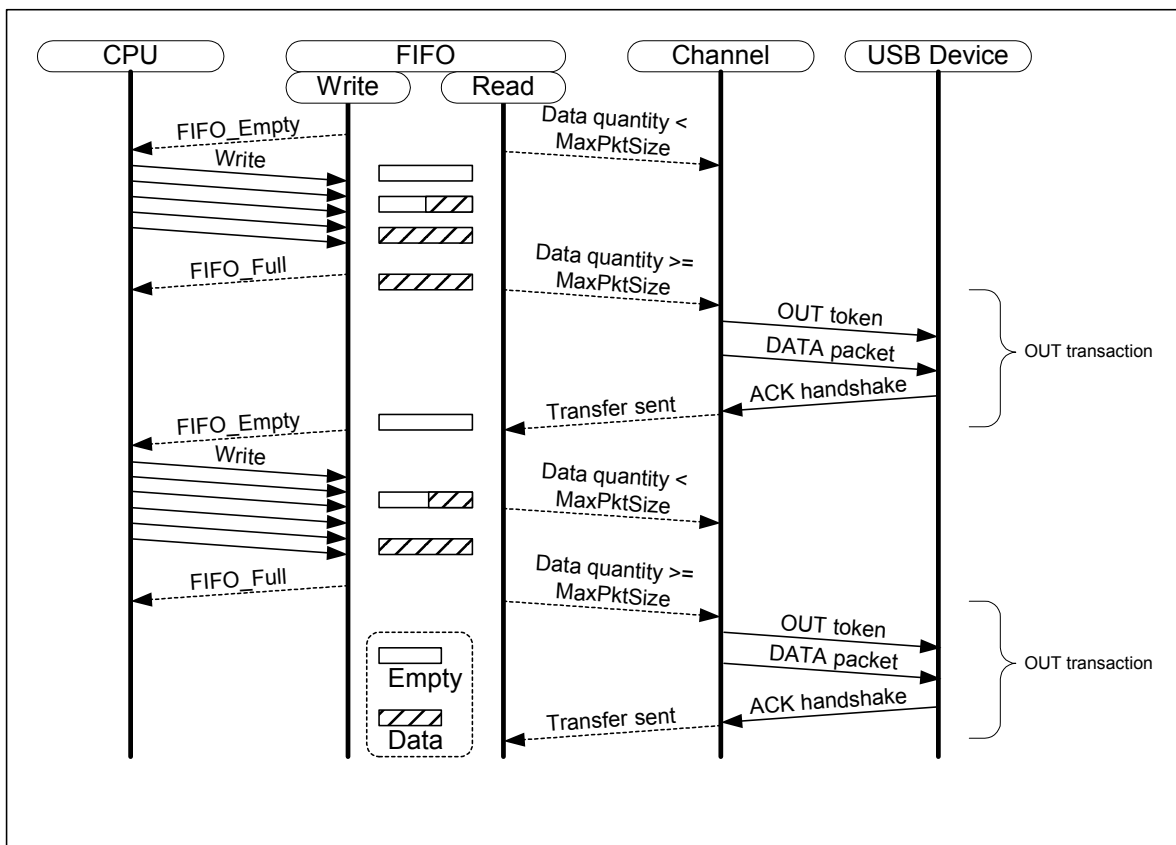 CPU
FIFO
Channel
USB Device
Write
Read
FIFO_Empty
Data quantity <
MaxPktSize
Write
FIFO_Full
Data quantity >=
MaxPktSize
OUT token
DATA packet
OUT transaction
ACK handshake
Transfer sent
FIFO_Empty
Write
Data quantity <
MaxPktSize
FIFO_Full
Data quantity >=
MaxPktSize
OUT token
DATA packet
OUT transaction
ACK handshake
Transfer sent
Empty
Data